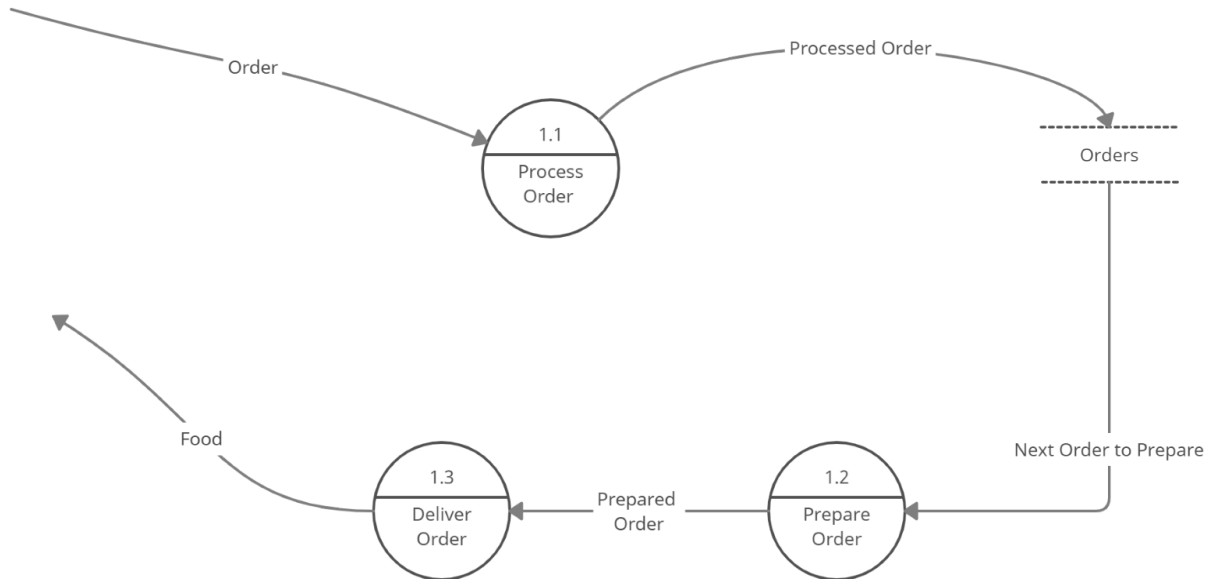 Order
Processed Order
1.1
Process
Order
Orders
Next Order to Prepare
1.2
Prepare
Order
Prepared
Order
1.3
Deliver
Order
Food